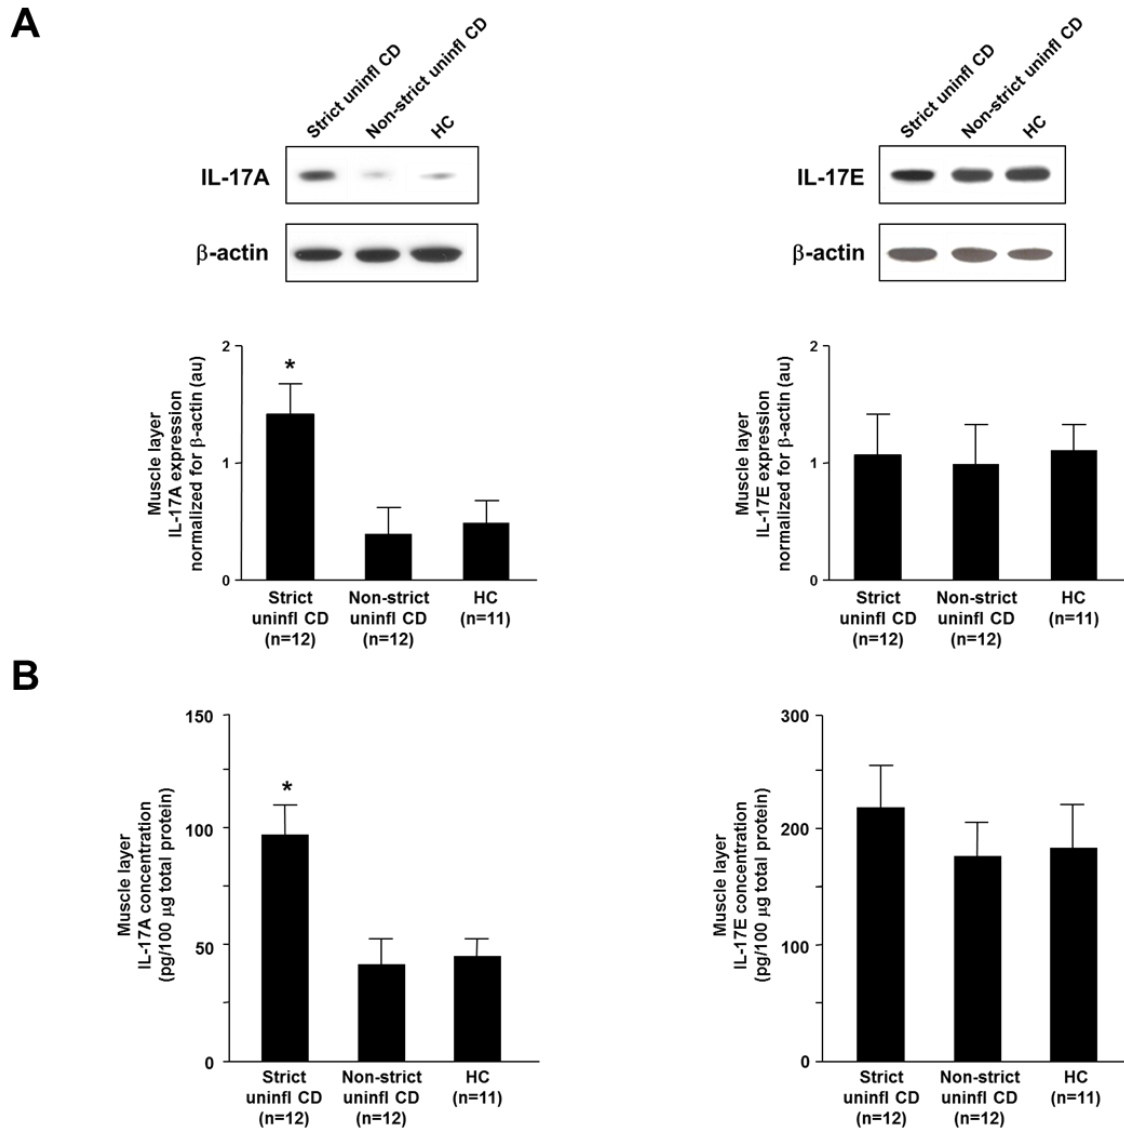 A
Strict uninfl CD
Non-strict uninfl CD
HC
IL-17A
β-actin
Strict uninfl CD
Non-strict uninfl CD
HC
IL-17E
β-actin
Muscle layer
IL-17A expression
normalized for β-actin (au)
2
1
0
*
Strict
uninfl CD
(n=12)
Non-strict
uninfl CD
(n=12)
HC
(n=11)
Muscle layer
IL-17E expression
normalized for β-actin (au)
2
1
0
Strict
uninfl CD
(n=12)
Non-strict
uninfl CD
(n=12)
HC
(n=11)
B
Muscle layer
IL-17A concentration
(pg/100 µg total protein)
150
100
50
0
*
Strict
uninfl CD
(n=12)
Non-strict
uninfl CD
(n=12)
HC
(n=11)
Muscle layer
IL-17E concentration
(pg/100 µg total protein)
300
200
100
0
Strict
uninfl CD
(n=12)
Non-strict
uninfl CD
(n=12)
HC
(n=11)